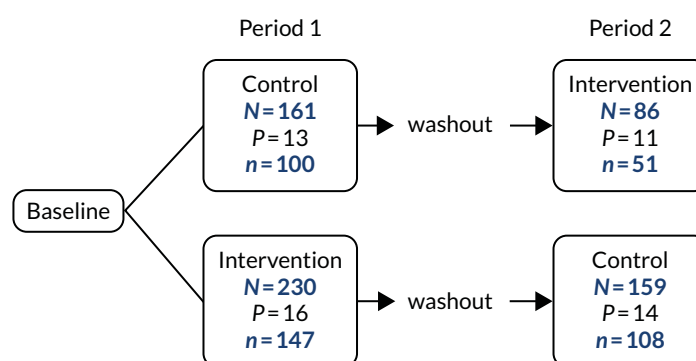 Period 1
Period 2
Control
N=161
P=13
n=100
washout
Intervention
N=86
P=11
n=51
Baseline
Intervention
N=230
P=16
n=147
washout
Control
N=159
P=14
n=108